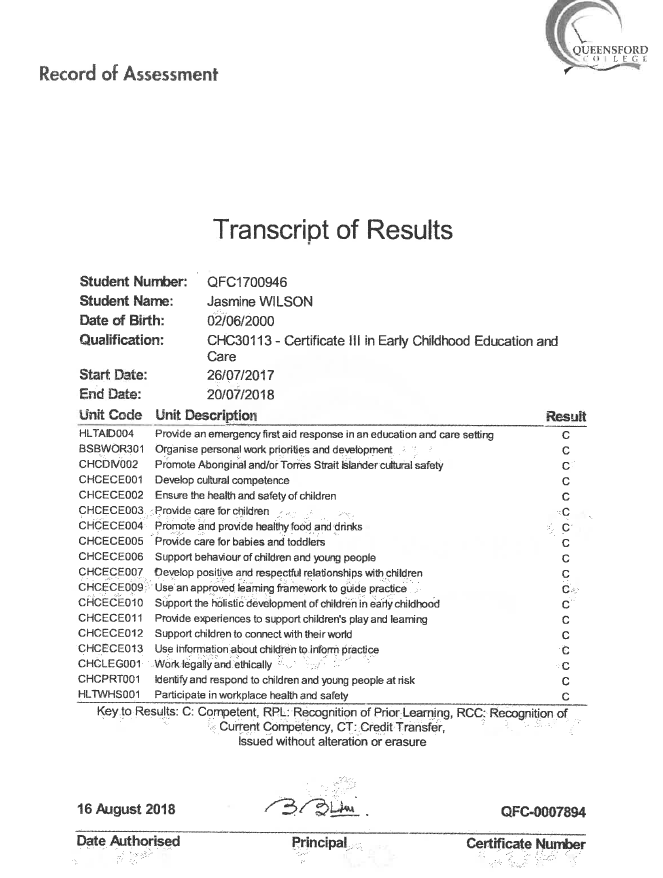 QUEENSFORD
COLLEGE
Record of Assessment
Transcript of Results
Student Number: QFC1700946
Student Name: Jasmine WILSON
Date of Birth: 02/06/2000
Qualification: CHC30113 - Certificate III in Early Childhood Education and
Care
Start Date: 26/07/2017
End Date: 20/07/2018
Unit Code Unit Description Result
HLTAID004 Provide an emergency first aid response in an education and care setting C
BSBWOR301 Organise personal work priorities and development C
CHCDIV002 Promote Aboriginal and/or Torres Strait Islander cultural safety C
CHCECE001 Develop cultural competence C
CHCECE002 Ensure the health and safety of children C
CHCECE003 Provide care for children C
CHCECE004 Promote and provide healthy food and drinks C
CHCECE005 Provide care for babies and toddlers C
CHCECE006 Support behaviour of children and young people C
CHCECE007 Develop positive and respectful relationships with children C
CHCECE009 Use an approved learning framework to guide practice C
CHCECE010 Support the holistic development of children in early childhood C
CHCECE011 Provide experiences to support children's play and learning C
CHCECE012 Support children to connect with their world C
CHCECE013 Use information about children to inform practice C
CHCLEG001 Work legally and ethically C
CHCPRT001 Identify and respond to children and young people at risk C
HLTWHS001 Participate in workplace health and safety C
Key to Results: C: Competent, RPL: Recognition of Prior Learning, RCC: Recognition of
Current Competency, CT: Credit Transfer,
Issued without alteration or erasure
16 August 2018 QFC-0007894
Date Authorised Principal Certificate Number